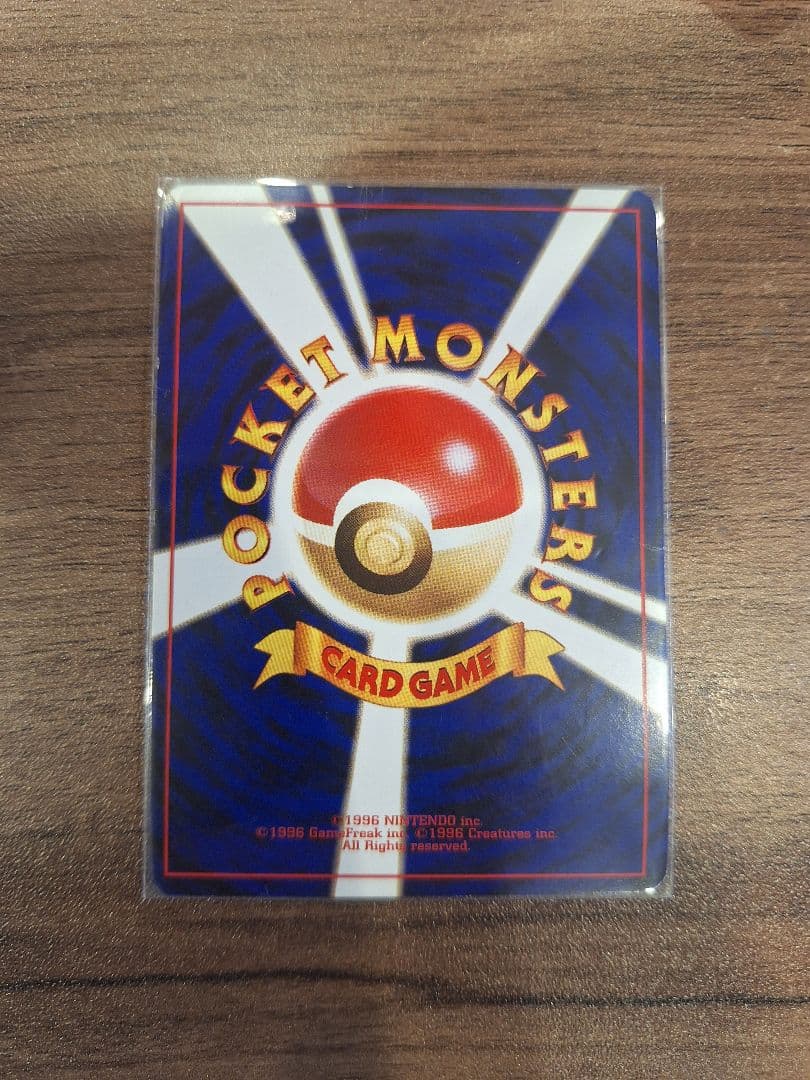 POCKET MONSTERS
CARD GAME
©1996 NINTENDO inc.
©1996 GameFreak inc. ©1996 Creatures inc.
All Rights reserved.